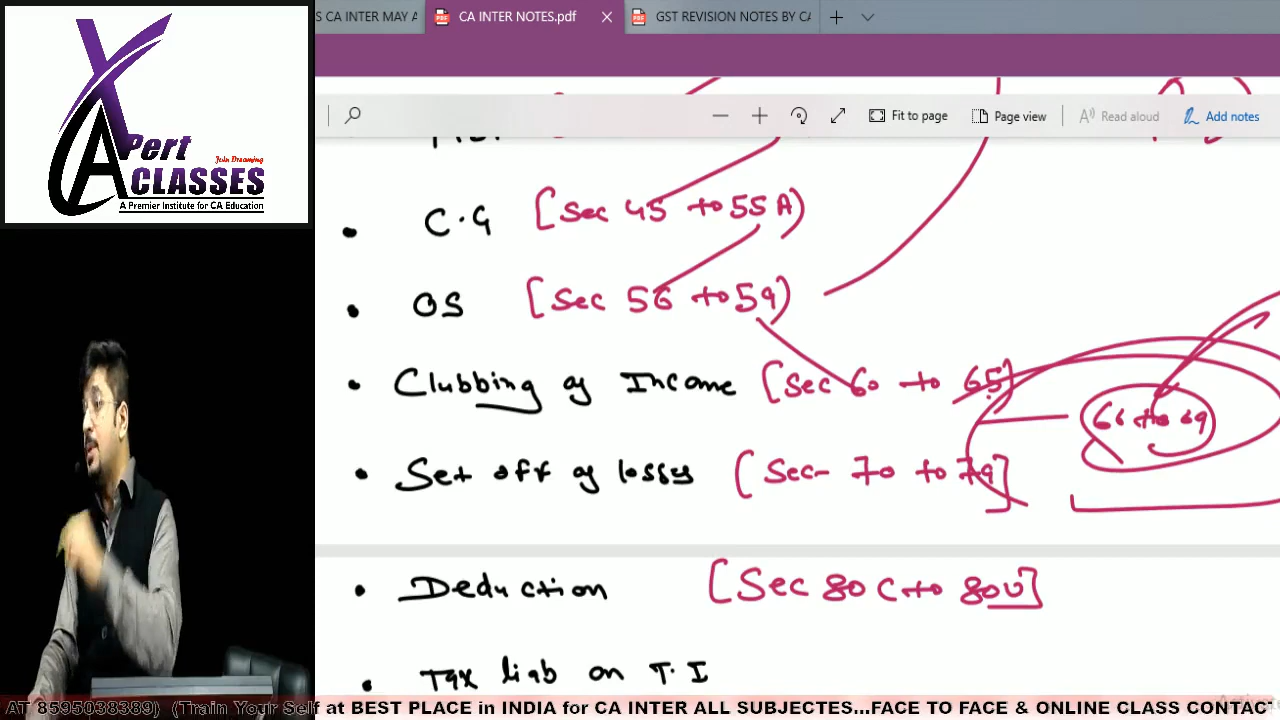 S CA INTER MAY A
CA INTER NOTES.pdf
GST REVISION NOTES BY CA
XPert
Join Dreaming
CA CLASSES
A Premier Institute for CA Education
Fit to page
Page view
Read aloud
Add notes
• C.G [Sec 45 to 55A)
• OS [Sec 56 to 59)
• Clubbing of Income [Sec 60 to 65]
66 to 69
• Set off of losses [Sec- 70 to 79]
• Deduction [Sec 80C to 80U]
• Tax liab on T.I
AT 8595038389) (Train Your Self at BEST PLACE in INDIA for CA INTER ALL SUBJECTES...FACE TO FACE & ONLINE CLASS CONTAC